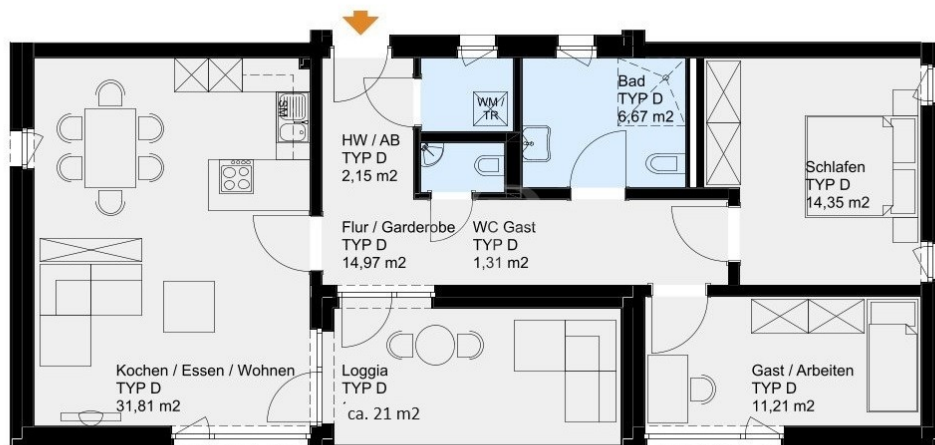 WM /
TR
Bad
TYP D
6,67 m2
SM
HW / AB
TYP D
2,15 m2
Schlafen
TYP D
14,35 m2
Flur / Garderobe
TYP D
14,97 m2
WC Gast
TYP D
1,31 m2
Kochen / Essen / Wohnen
TYP D
31,81 m2
Loggia
TYP D
ca. 21 m2
Gast / Arbeiten
TYP D
11,21 m2